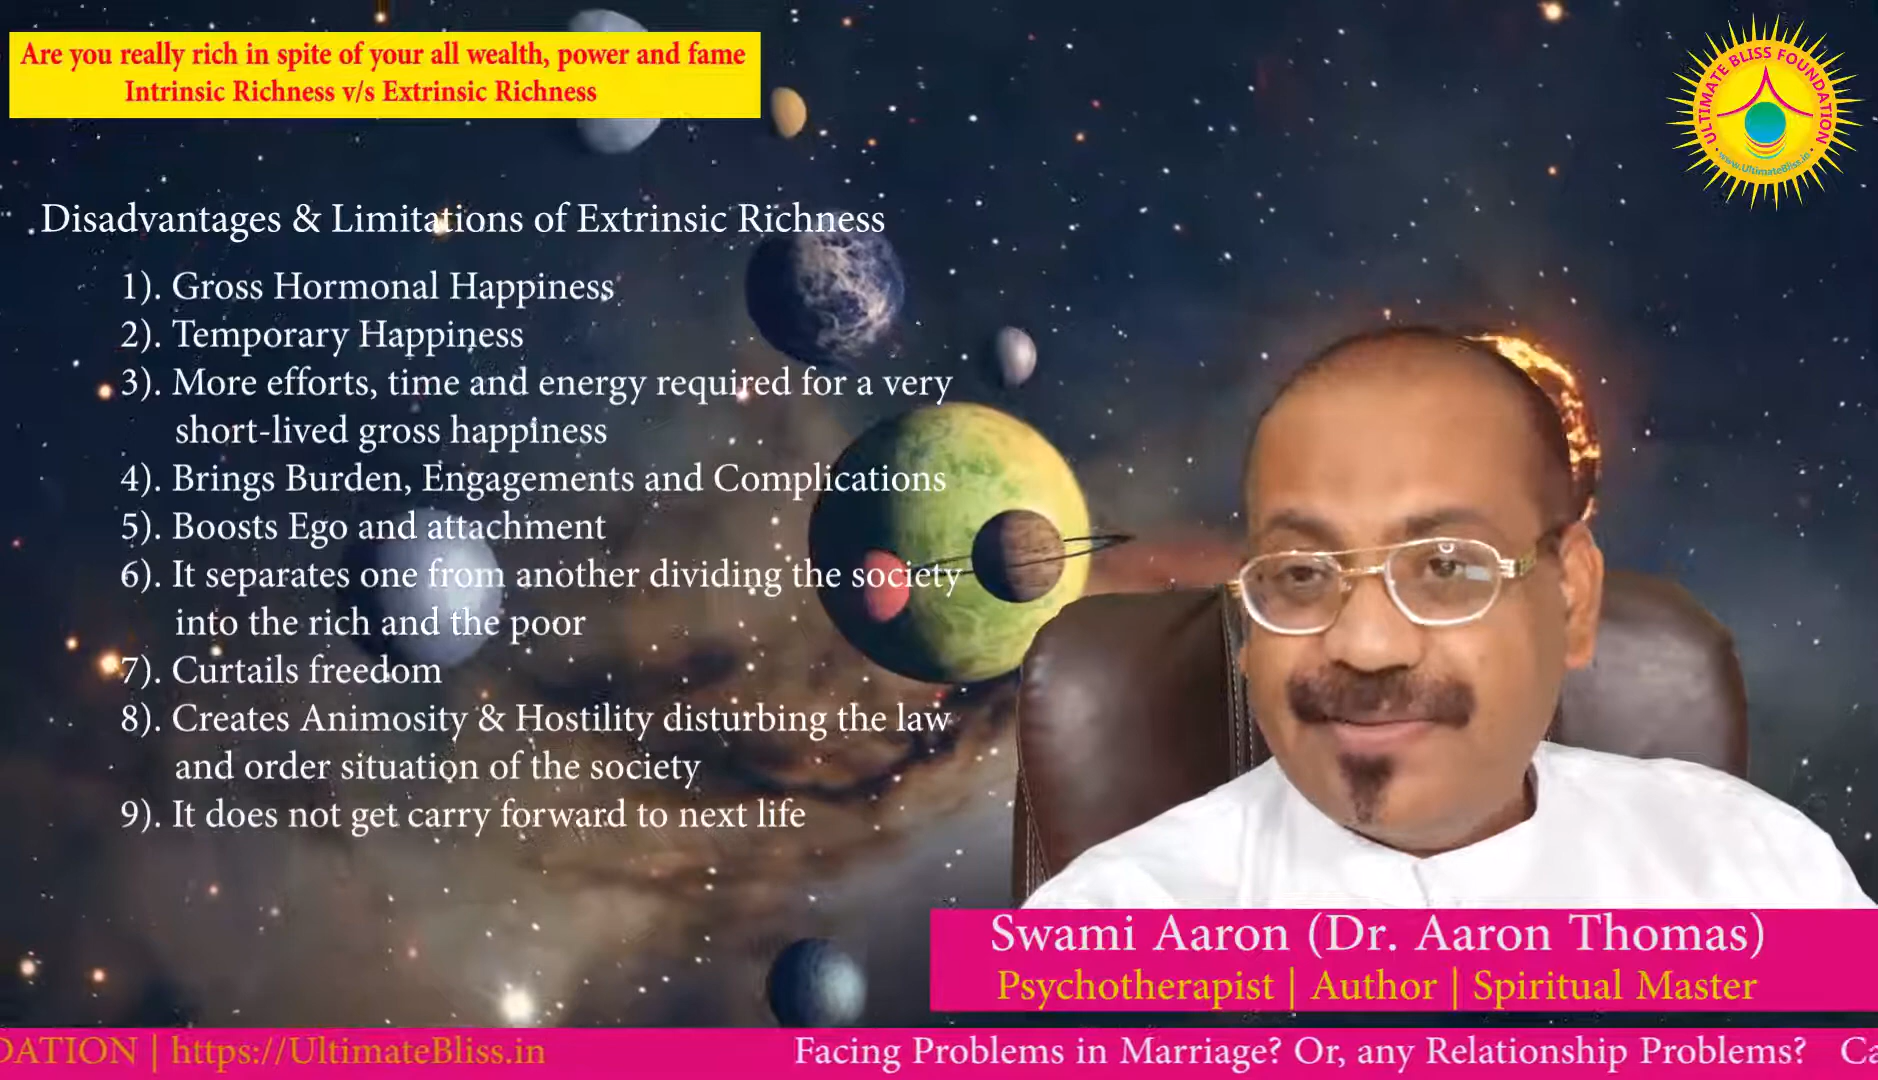 Are you really rich in spite of your all wealth, power and fame
Intrinsic Richness v/s Extrinsic Richness
ULTIMATE BLISS FOUNDATION
www.UltimateBliss.in
Disadvantages & Limitations of Extrinsic Richness
1). Gross Hormonal Happiness
2). Temporary Happiness
3). More efforts, time and energy required for a very
short-lived gross happiness
4). Brings Burden, Engagements and Complications
5). Boosts Ego and attachment
6). It separates one from another dividing the society
into the rich and the poor
7). Curtails freedom
8). Creates Animosity & Hostility disturbing the law
and order situation of the society
9). It does not get carry forward to next life
Swami Aaron (Dr. Aaron Thomas)
Psychotherapist | Author | Spiritual Master
DATION | https://UltimateBliss.in Facing Problems in Marriage? Or, any Relationship Problems? Ca